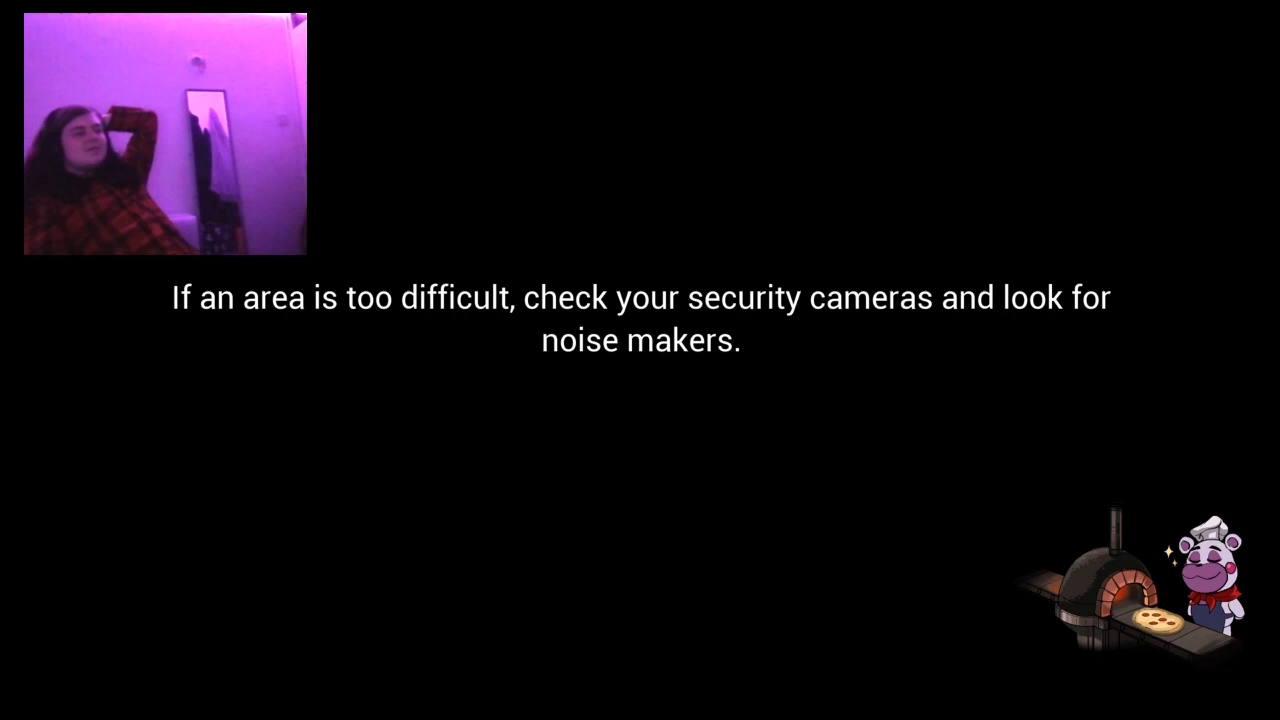 If an area is too difficult, check your security cameras and look for
noise makers.